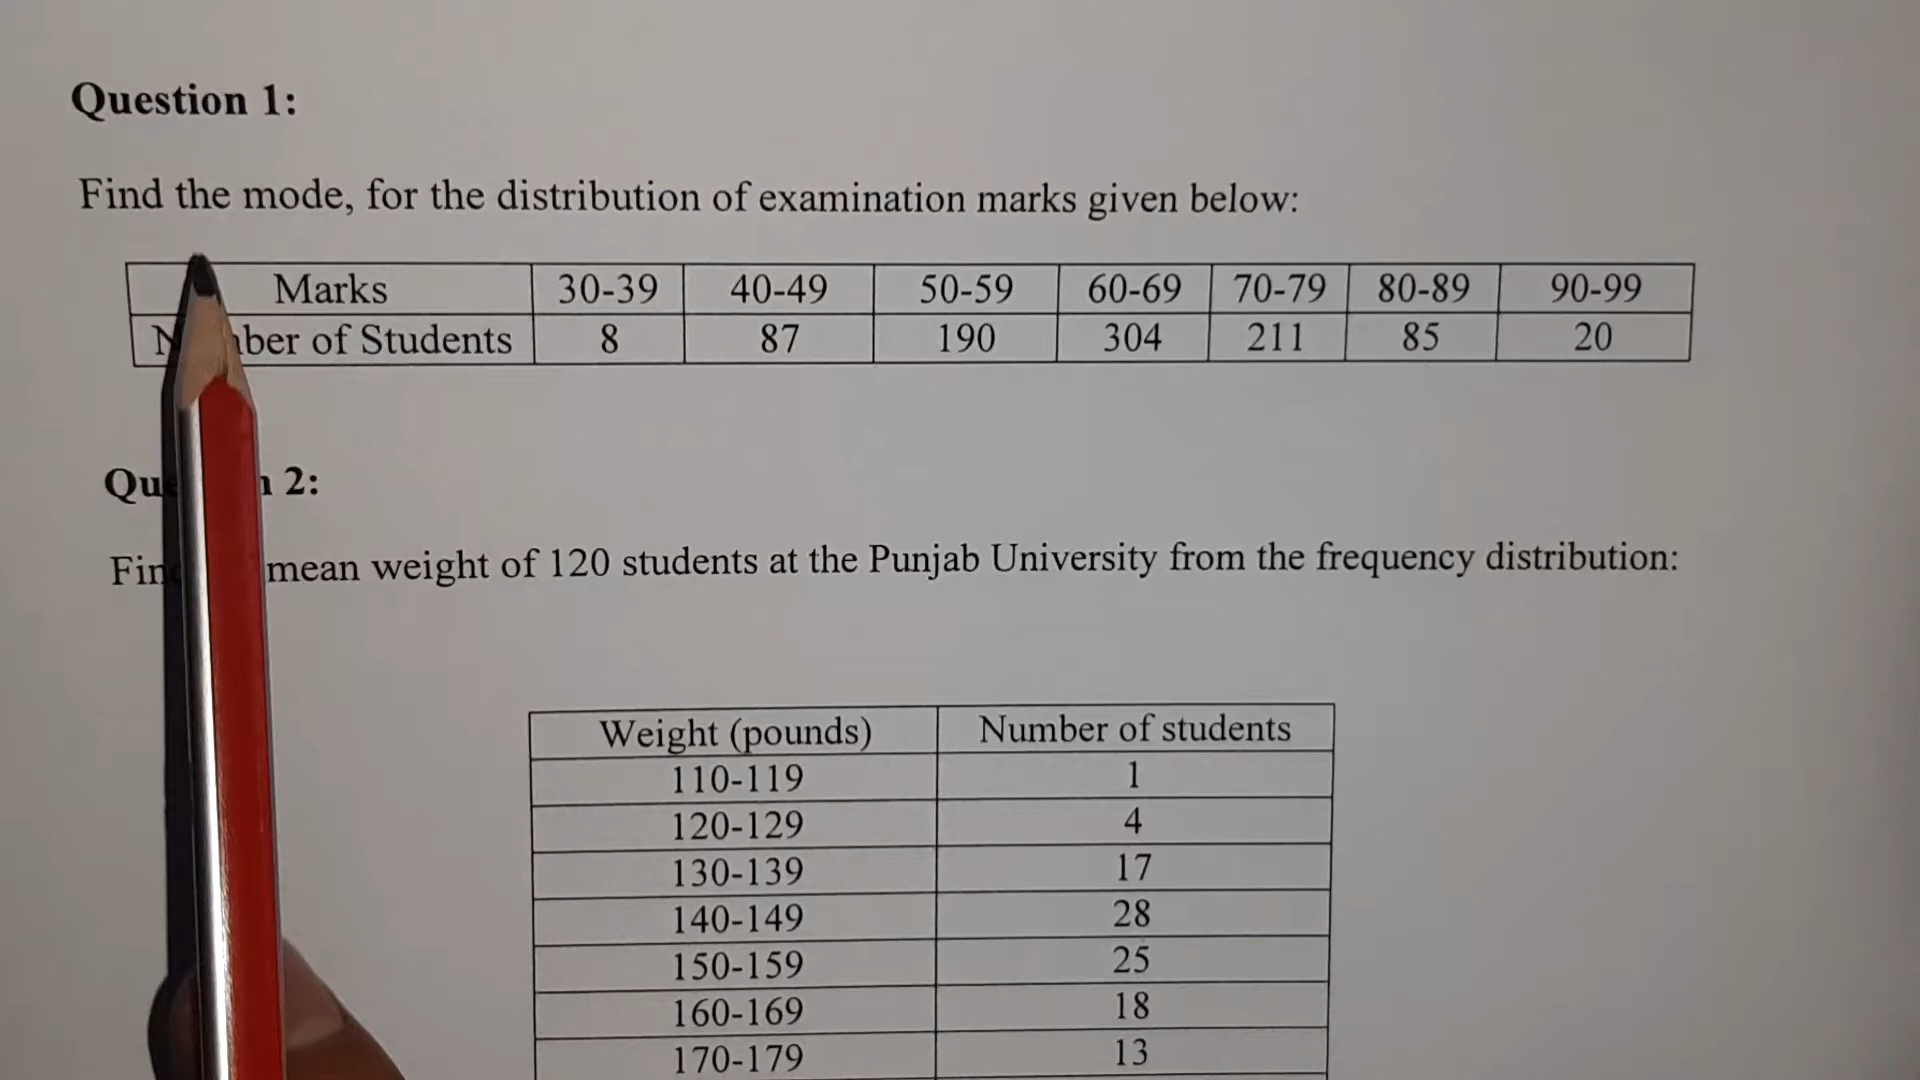 Question 1:
Find the mode, for the distribution of examination marks given below:
Marks 30-39 40-49 50-59 60-69 70-79 80-89 90-99
of Students 8 87 190 304 211 85 20
2:
mean weight of 120 students at the Punjab University from the frequency distribution:
Weight (pounds) Number of students
110-119 1
120-129 4
130-139 17
140-149 28
150-159 25
160-169 18
170-179 13